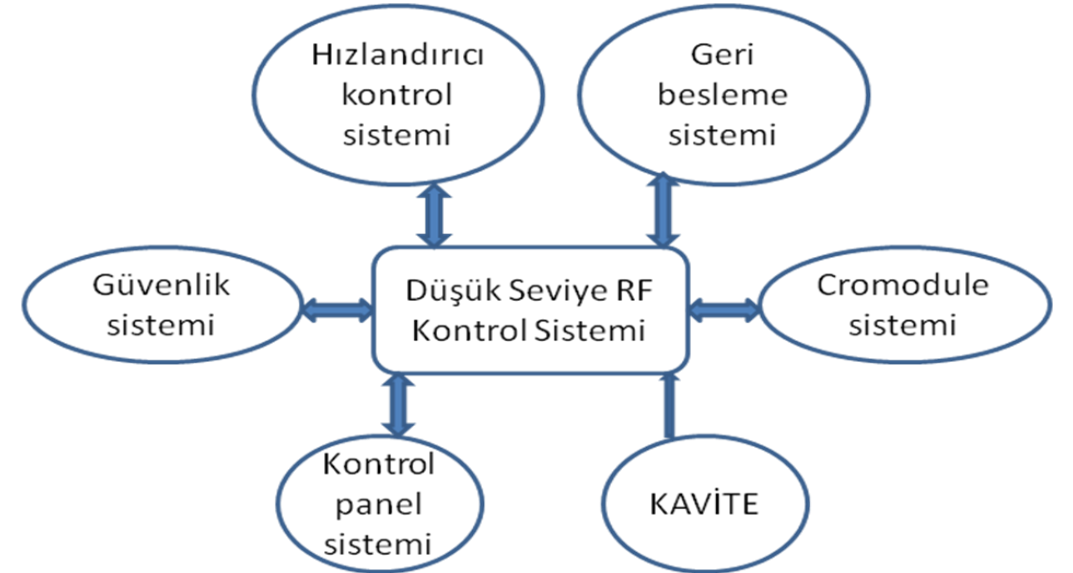 Hızlandırıcı
kontrol
sistemi
Geri
besleme
sistemi
Güvenlik
sistemi
Düşük Seviye RF
Kontrol Sistemi
Cromodule
sistemi
Kontrol
panel
sistemi
KAVİTE